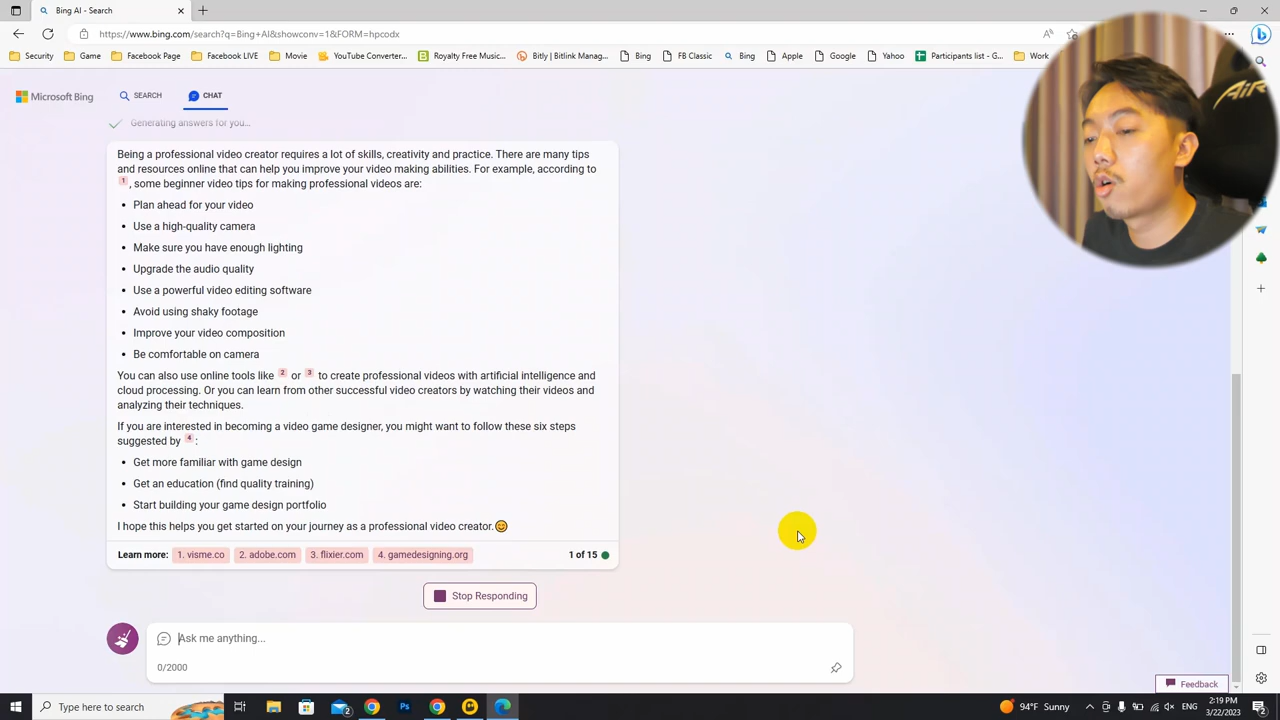 Bing AI - Search
https://www.bing.com/search?q=Bing+AI&showconv=1&FORM=hpcodx
Security Game Facebook Page Facebook LIVE Movie YouTube Converter... Royalty Free Music... Bitly | Bitlink Manag... Bing FB Classic Bing Apple Google Yahoo Participants list - G... Work
Microsoft Bing SEARCH CHAT
Generating answers for you...
Being a professional video creator requires a lot of skills, creativity and practice. There are many tips
and resources online that can help you improve your video making abilities. For example, according to
1, some beginner video tips for making professional videos are:
• Plan ahead for your video
• Use a high-quality camera
• Make sure you have enough lighting
• Upgrade the audio quality
• Use a powerful video editing software
• Avoid using shaky footage
• Improve your video composition
• Be comfortable on camera
You can also use online tools like 2 or 3 to create professional videos with artificial intelligence and
cloud processing. Or you can learn from other successful video creators by watching their videos and
analyzing their techniques.
If you are interested in becoming a video game designer, you might want to follow these six steps
suggested by 4:
• Get more familiar with game design
• Get an education (find quality training)
• Start building your game design portfolio
I hope this helps you get started on your journey as a professional video creator.😊
Learn more: 1. visme.co 2. adobe.com 3. flixier.com 4. gamedesigning.org 1 of 15
Stop Responding
Ask me anything...
0/2000
Feedback
Type here to search
94°F Sunny
ENG
2:19 PM
3/22/2023